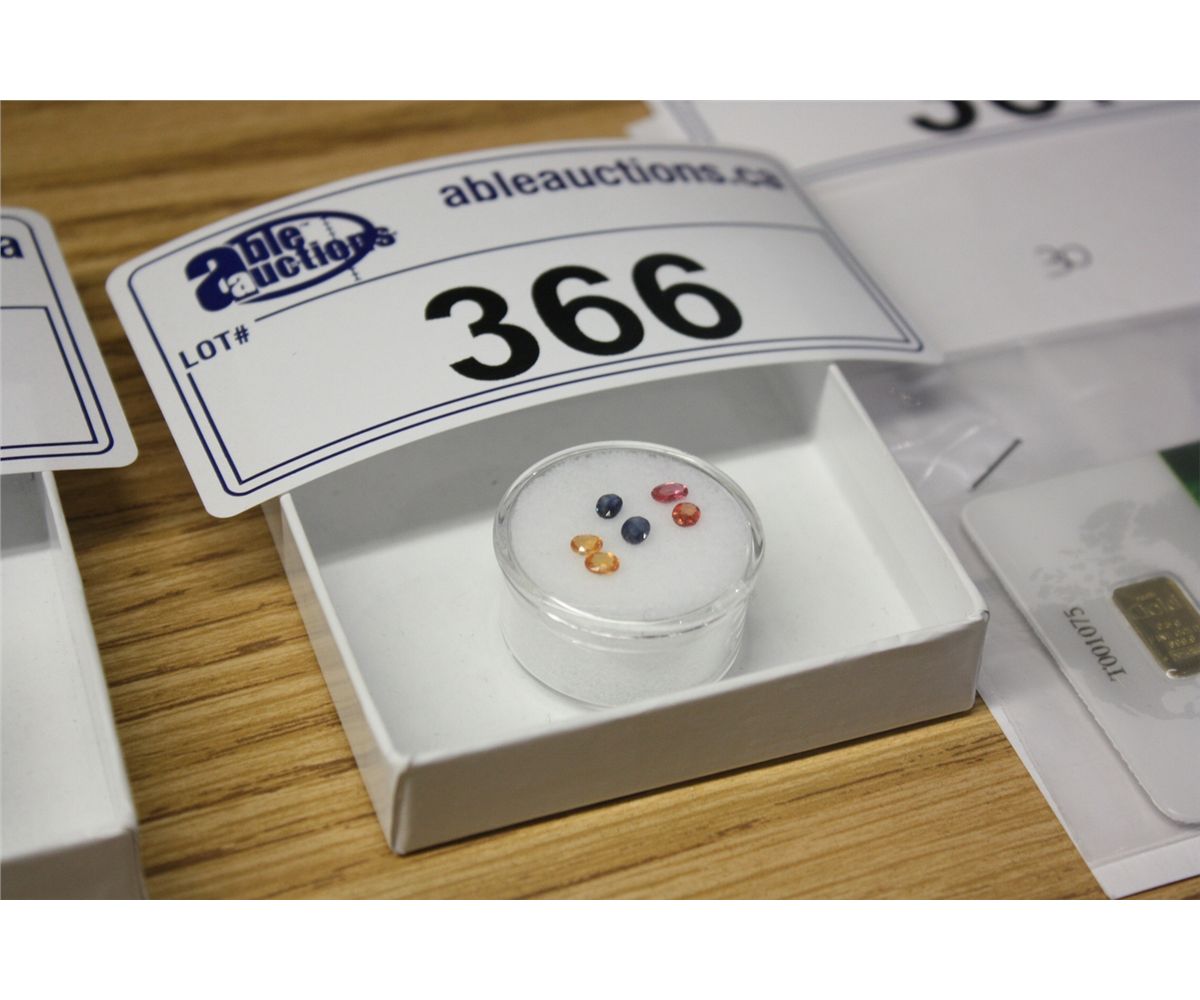 ableauctions.ca
able
auctions
LOT#
366
a
30
T001075